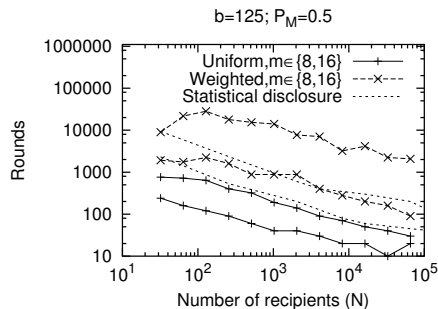 b=125; P_M=0.5
1000000
100000
10000
1000
100
10
Rounds
Uniform,m∈{8,16}
Weighted,m∈{8,16}
Statistical disclosure
10^1
10^2
10^3
10^4
10^5
Number of recipients (N)